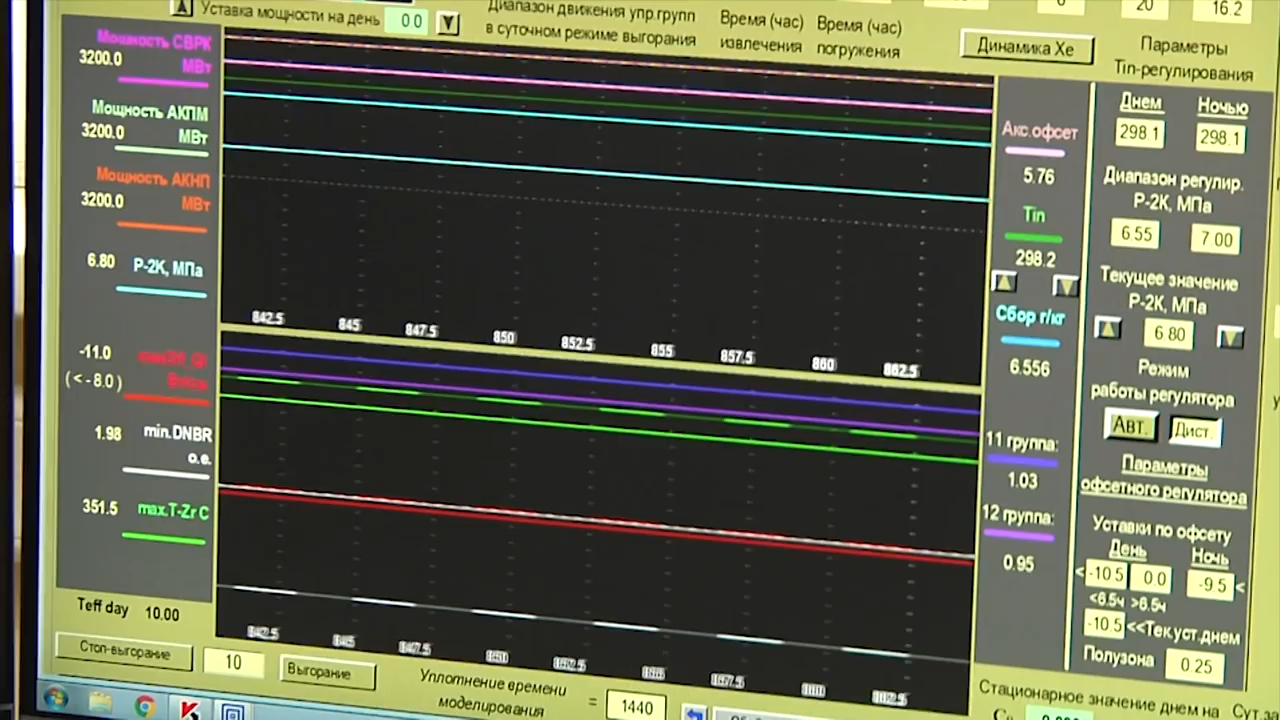 Уставка мощности на день 00
Диапазон движения упр.групп
в суточном режиме выгорания
Время (час)
извлечения
Время (час)
погружения
20
16.2
Динамика Xe
Параметры
Tin-регулирования
Мощность СВРК
3200.0 МВт
Мощность АКПМ
3200.0 МВт
Мощность АКНП
3200.0 МВт
6.80 P-2К, МПа
-11.0
(< -8.0)
1.98 min.DNBR
о.е.
351.5 max.T-Zr C
842.5 845 847.5 850 852.5 855 857.5 860 862.5
Акс.офсет
5.76
Tin
298.2
Сбор г/кг
6.556
11 группа:
1.03
12 группа:
0.95
Днем Ночью
298.1 298.1
Диапазон регулир.
Р-2К, МПа
6.55 7.00
Текущее значение
Р-2К, МПа
6.80
Режим
работы регулятора
Авт. Дист.
Параметры
офсетного регулятора
Уставки по офсету
День Ночь
< -10.5 0.0 -9.5 <
<6.5ч >6.5ч
-10.5 <<Тек.уст.днем
Полузона 0.25
842.5 845 847.5
Teff day 10.00
Стоп-выгорание 10 Выгорание
Уплотнение времени
моделирования = 1440
Стационарное значение днем на